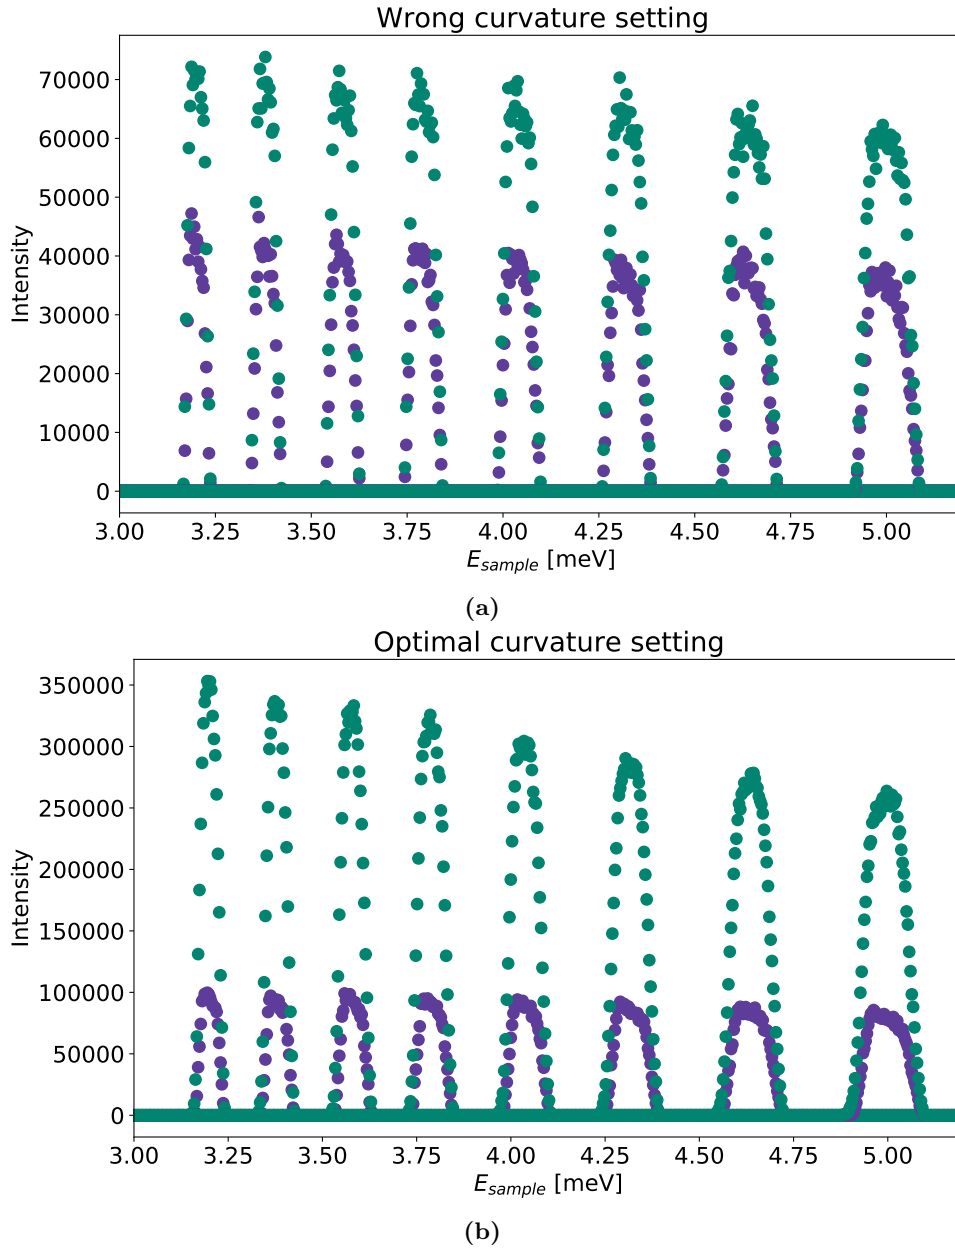 Wrong curvature setting
70000
60000
50000
40000
30000
20000
10000
0
Intensity
3.00 3.25 3.50 3.75 4.00 4.25 4.50 4.75 5.00
E_sample [meV]
(a)
Optimal curvature setting
350000
300000
250000
200000
150000
100000
50000
0
Intensity
3.00 3.25 3.50 3.75 4.00 4.25 4.50 4.75 5.00
E_sample [meV]
(b)